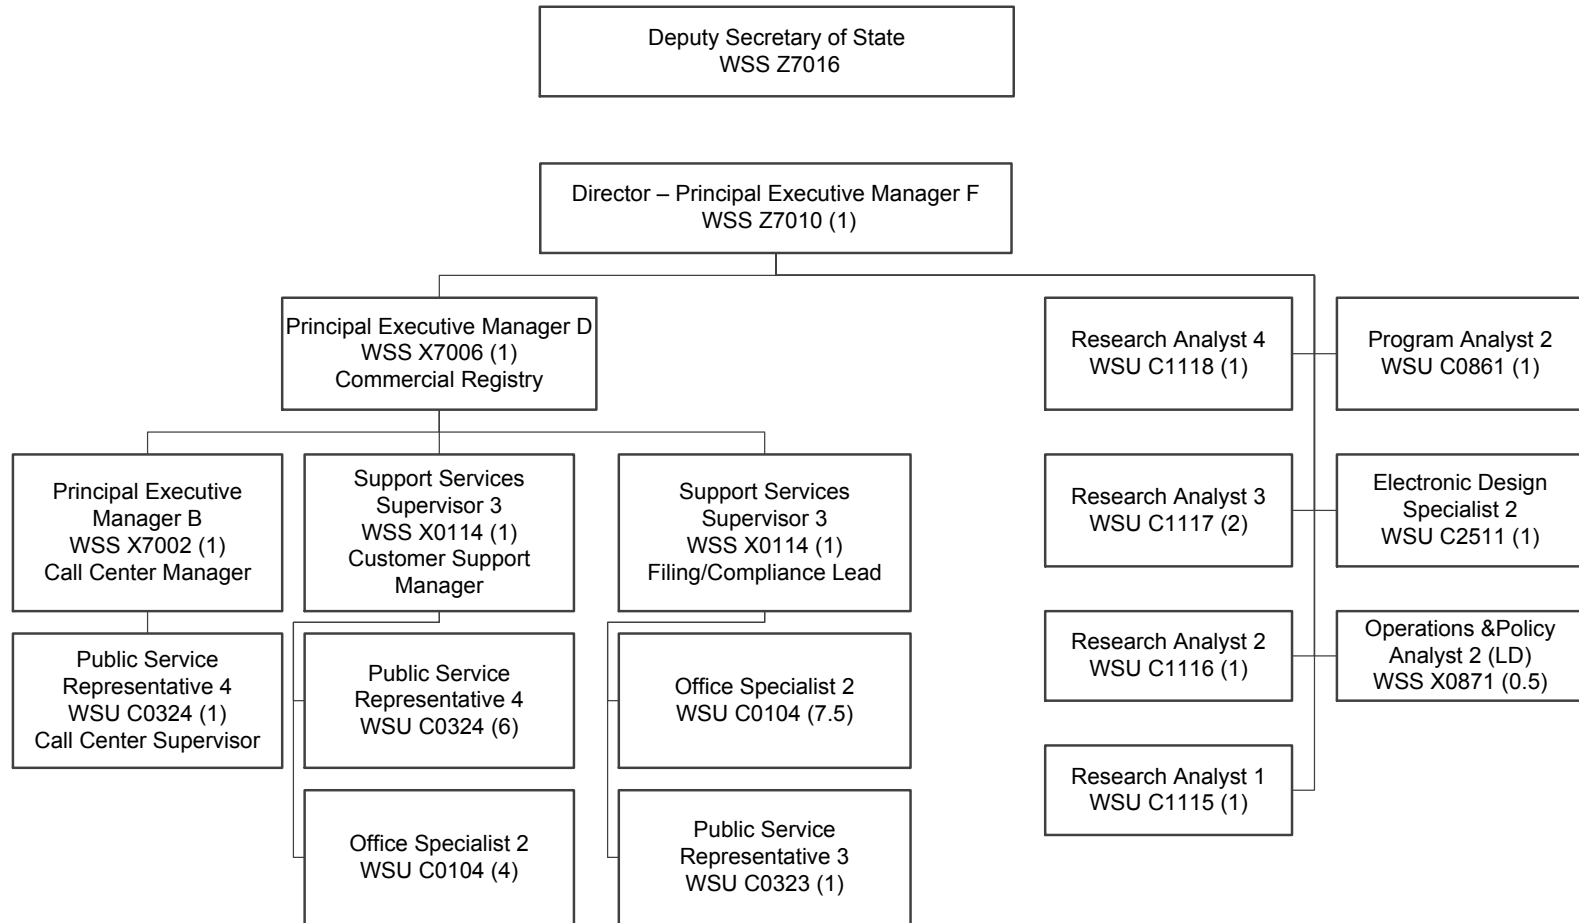 Deputy Secretary of State
WSS Z7016
Director – Principal Executive Manager F
WSS Z7010 (1)
Principal Executive Manager D
WSS X7006 (1)
Commercial Registry
Principal Executive
Manager B
WSS X7002 (1)
Call Center Manager
Public Service
Representative 4
WSU C0324 (1)
Call Center Supervisor
Support Services
Supervisor 3
WSS X0114 (1)
Customer Support
Manager
Public Service
Representative 4
WSU C0324 (6)
Office Specialist 2
WSU C0104 (4)
Support Services
Supervisor 3
WSS X0114 (1)
Filing/Compliance Lead
Office Specialist 2
WSU C0104 (7.5)
Public Service
Representative 3
WSU C0323 (1)
Research Analyst 4
WSU C1118 (1)
Program Analyst 2
WSU C0861 (1)
Research Analyst 3
WSU C1117 (2)
Electronic Design
Specialist 2
WSU C2511 (1)
Research Analyst 2
WSU C1116 (1)
Operations &Policy
Analyst 2 (LD)
WSS X0871 (0.5)
Research Analyst 1
WSU C1115 (1)